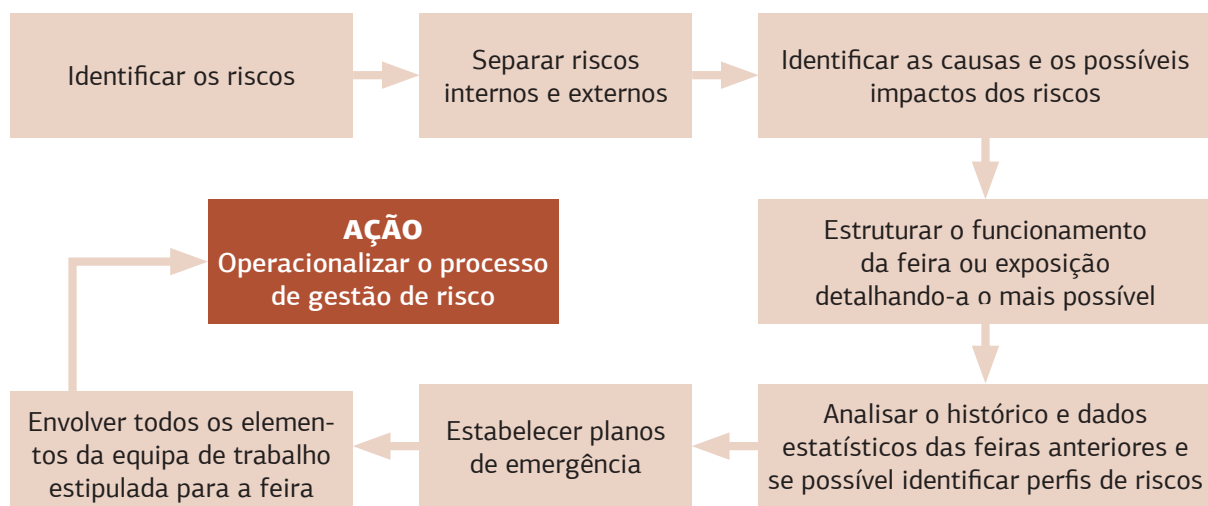 Identificar os riscos
Separar riscos
internos e externos
Identificar as causas e os possíveis
impactos dos riscos
Estruturar o funcionamento
da feira ou exposição
detalhando-a o mais possível
Analisar o histórico e dados
estatísticos das feiras anteriores e
se possível identificar perfis de riscos
Estabelecer planos
de emergência
Envolver todos os elemen-
tos da equipa de trabalho
estipulada para a feira
AÇÃO
Operacionalizar o processo
de gestão de risco